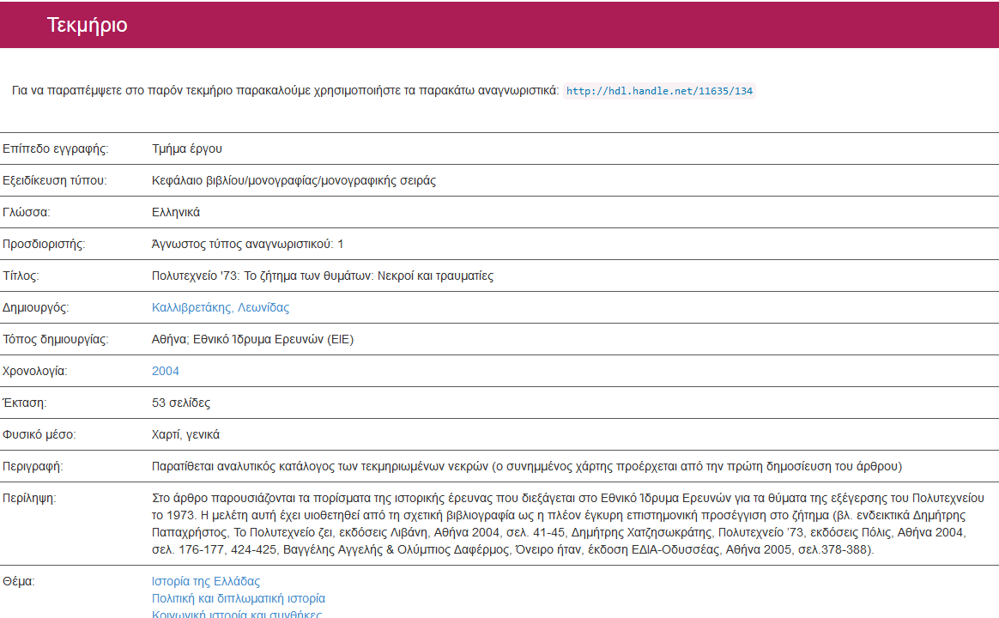 Τεκμήριο
Για να παραπέμψετε στο παρόν τεκμήριο παρακαλούμε χρησιμοποιήστε τα παρακάτω αναγνωριστικά: http://hdl.handle.net/11635/134
Επίπεδο εγγραφής: Τμήμα έργου
Εξειδίκευση τύπου: Κεφάλαιο βιβλίου/μονογραφίας/μονογραφικής σειράς
Γλώσσα: Ελληνικά
Προσδιοριστής: Άγνωστος τύπος αναγνωριστικού: 1
Τίτλος: Πολυτεχνείο '73: Το ζήτημα των θυμάτων: Νεκροί και τραυματίες
Δημιουργός: Καλλιβρετάκης, Λεωνίδας
Τόπος δημιουργίας: Αθήνα; Εθνικό Ίδρυμα Ερευνών (ΕΙΕ)
Χρονολογία: 2004
Έκταση: 53 σελίδες
Φυσικό μέσο: Χαρτί, γενικά
Περιγραφή: Παρατίθεται αναλυτικός κατάλογος των τεκμηριωμένων νεκρών (ο συνημμένος χάρτης προέρχεται από την πρώτη δημοσίευση του άρθρου)
Περίληψη: Στο άρθρο παρουσιάζονται τα πορίσματα της ιστορικής έρευνας που διεξάγεται στο Εθνικό Ίδρυμα Ερευνών για τα θύματα της εξέγερσης του Πολυτεχνείου
το 1973. Η μελέτη αυτή έχει υιοθετηθεί από τη σχετική βιβλιογραφία ως η πλέον έγκυρη επιστημονική προσέγγιση στο ζήτημα (βλ. ενδεικτικά Δημήτρης
Παπαχρήστος, Το Πολυτεχνείο ζει, εκδόσεις Λιβάνη, Αθήνα 2004, σελ. 41-45, Δημήτρης Χατζησωκράτης, Πολυτεχνείο ’73, εκδόσεις Πόλις, Αθήνα 2004,
σελ. 176-177, 424-425, Βαγγέλης Αγγελής & Ολύμπιος Δαφέρμος, Όνειρο ήταν, έκδοση ΕΔΙΑ-Οδυσσέας, Αθήνα 2005, σελ.378-388).
Θέμα: Ιστορία της Ελλάδας
Πολιτική και διπλωματική ιστορία
Κοινωνική ιστορία και συνθήκες